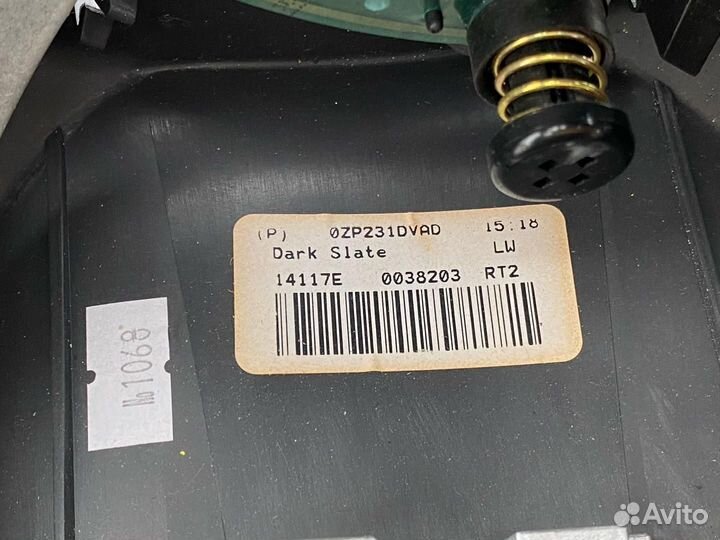 (P) 0ZP231DVAD 15:18
Dark Slate LW
14117E 0038203 RT2
№1068
Avito